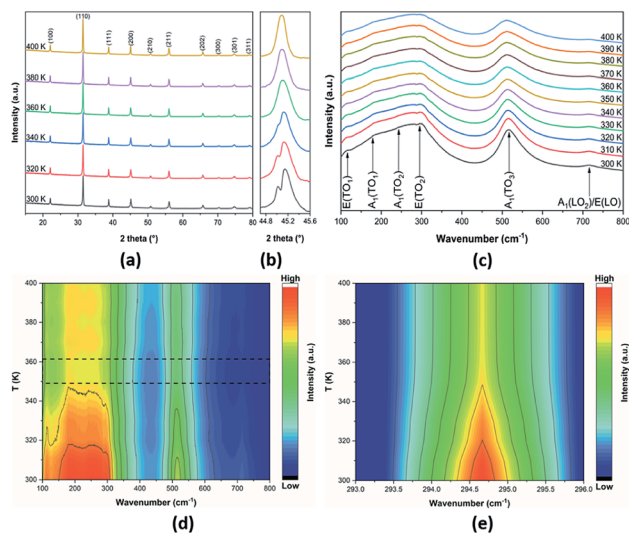 (100)
(110)
(111)
(200)
(210)
(211)
(202)
(300)
(301)
(311)
400 K
380 K
360 K
340 K
320 K
300 K
Intensity (a.u.)
20 30 40 50 60 70 80
2 theta (°)
(a)
44.8 45.2 45.6
2 theta (°)
(b)
Intensity (a.u.)
400 K
390 K
380 K
370 K
360 K
350 K
340 K
330 K
320 K
310 K
300 K
E(TO1)
A1(TO1)
A1(TO2)
E(TO2)
A1(TO3)
A1(LO2)/E(LO)
100 200 300 400 500 600 700 800
Wavenumber (cm-1)
(c)
T (K)
400
380
360
340
320
300
100 200 300 400 500 600 700 800
Wavenumber (cm-1)
High
Intensity (a.u.)
Low
(d)
T (K)
400
380
360
340
320
300
293.0 293.5 294.0 294.5 295.0 295.5 296.0
Wavenumber (cm-1)
High
Intensity (a.u.)
Low
(e)